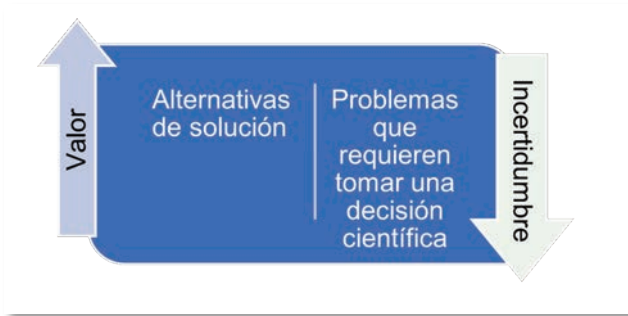 Valor
Alternativas
de solución
Problemas
que
requieren
tomar una
decisión
científica
Incertidumbre